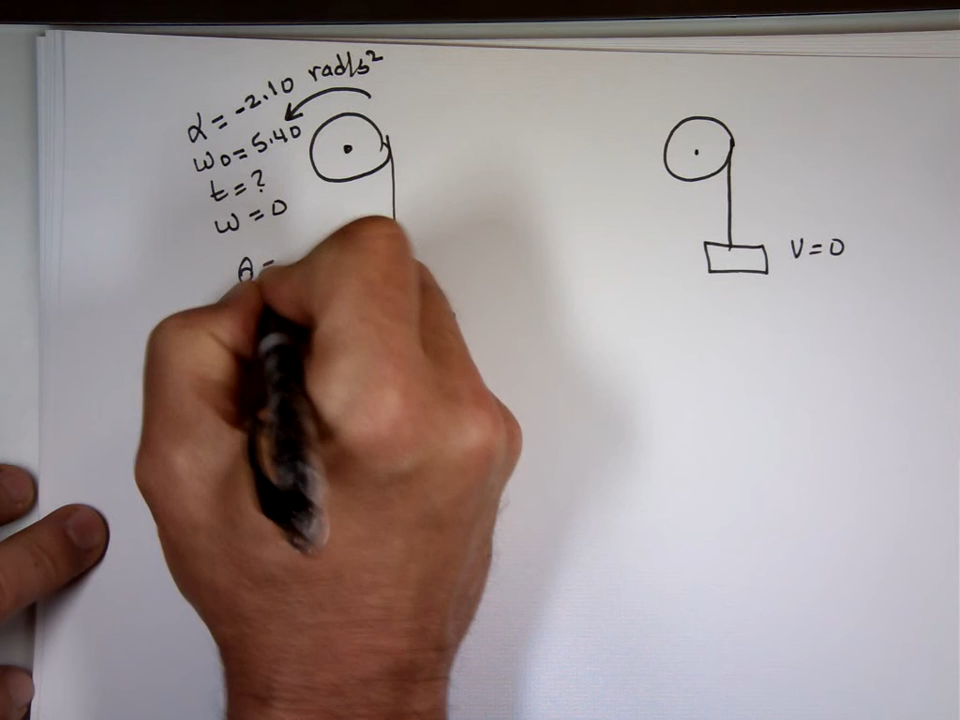 α = -2.10 rad/s²
ω₀ = 5.40
t = ?
ω = 0
θ =
V = 0